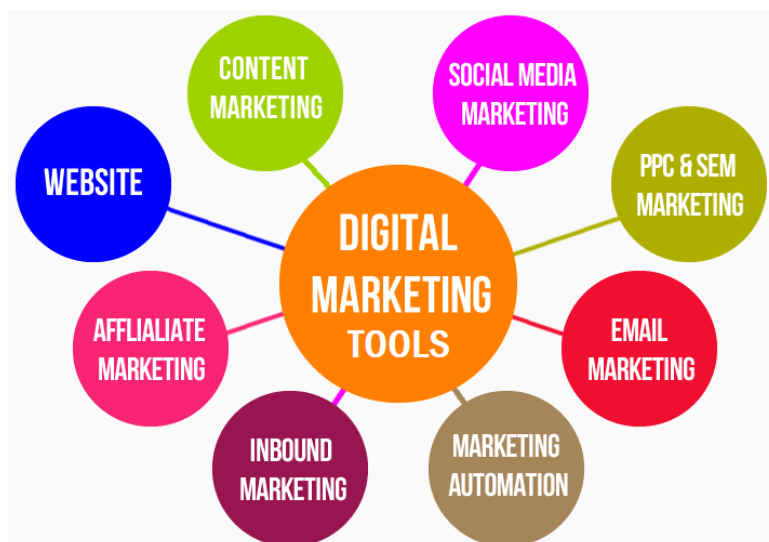 CONTENT
MARKETING
SOCIAL MEDIA
MARKETING
WEBSITE
PPC & SEM
MARKETING
DIGITAL
MARKETING
TOOLS
AFFLIALIATE
MARKETING
EMAIL
MARKETING
INBOUND
MARKETING
MARKETING
AUTOMATION